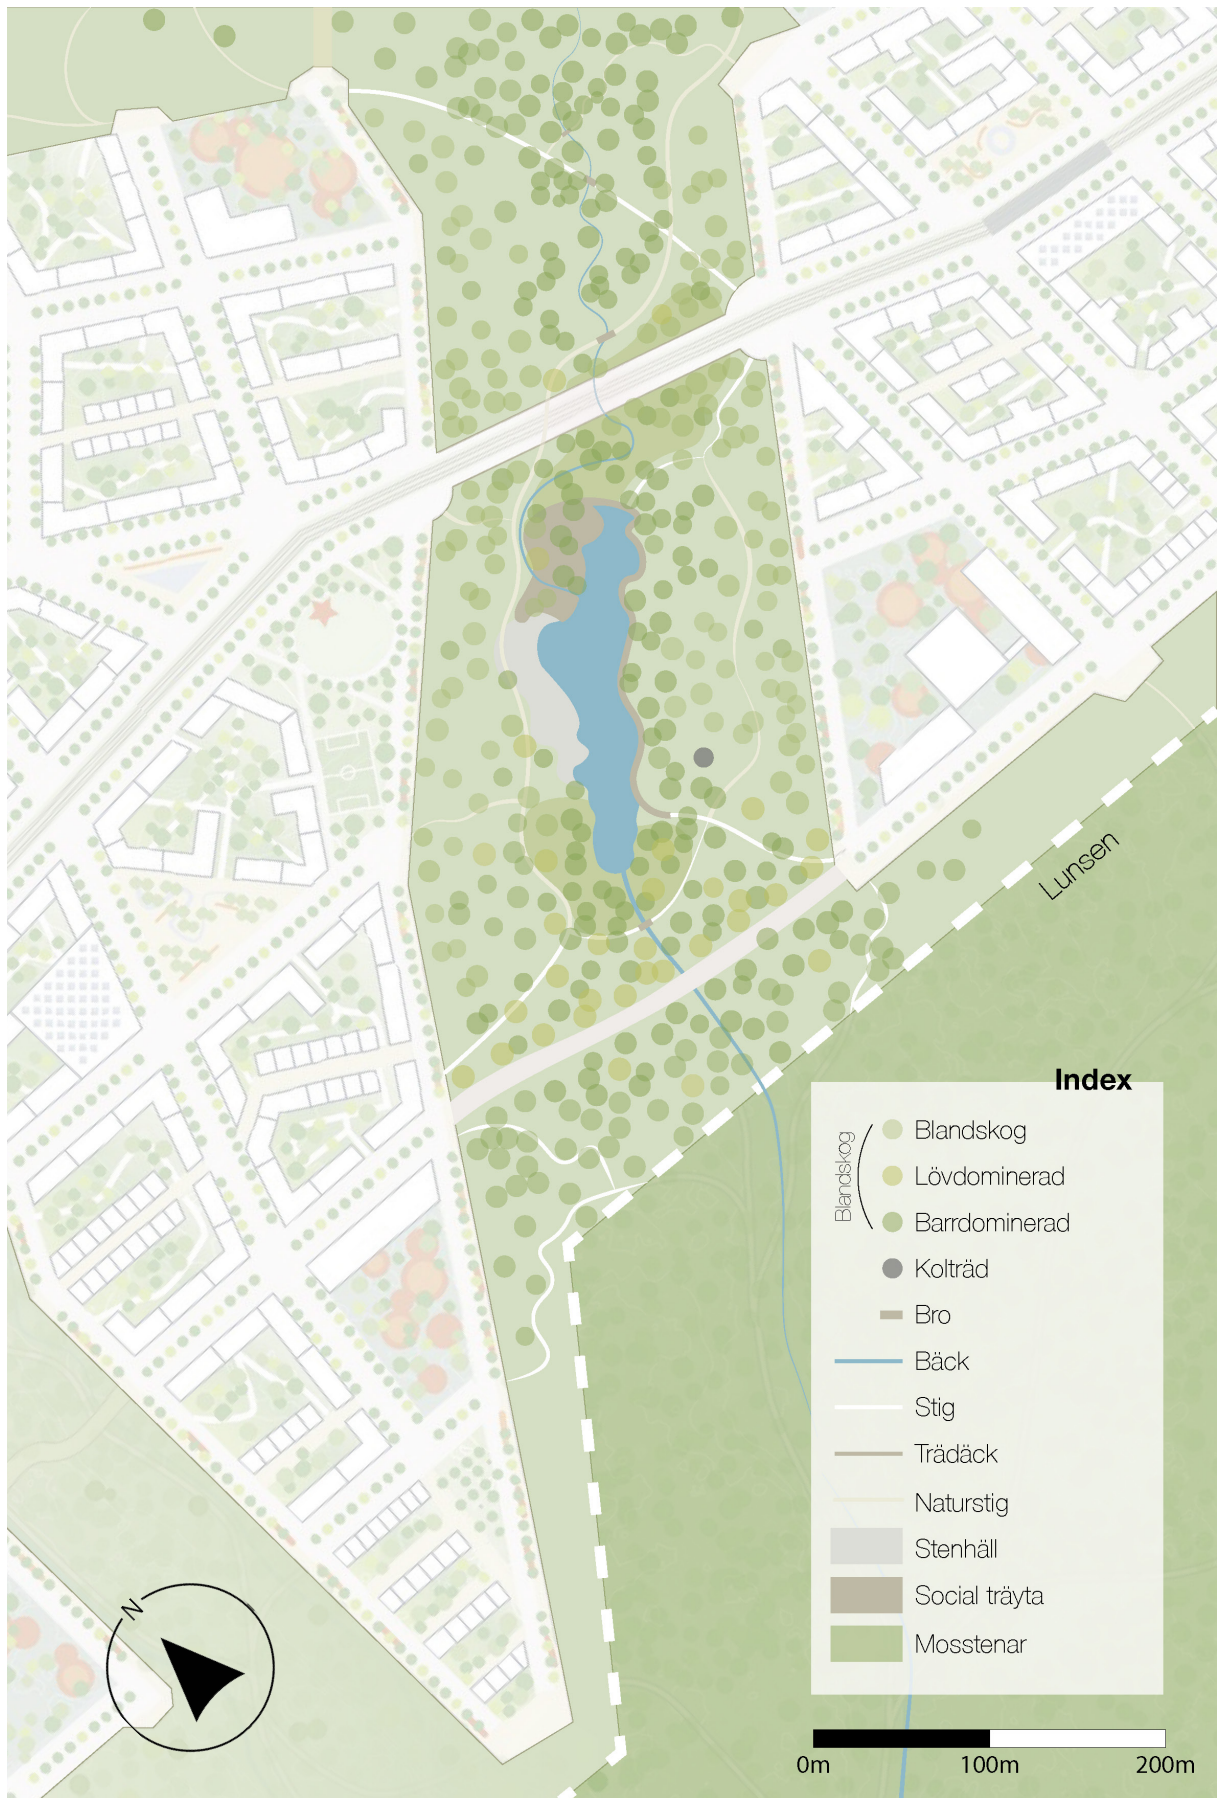 Lunsen
Index
Blandskog
Blandskog
Lövdominerad
Barrdominerad
Kolträd
Bro
Bäck
Stig
Trädäck
Naturstig
Stenhäll
Social träyta
Mosstenar
N
0m 100m 200m